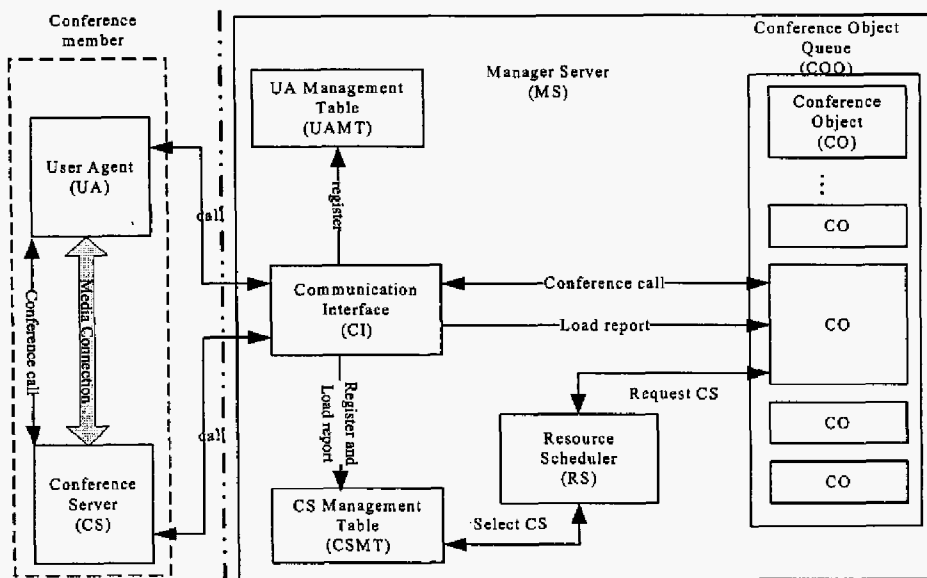 Conference
member
User Agent
(UA)
Conference call
Media Connection
Conference
Server
(CS)
call
call
Manager Server
(MS)
UA Management
Table
(UAMT)
register
Communication
Interface
(CI)
Register and
Load report
CS Management
Table
(CSMT)
Conference call
Load report
Request CS
Resource
Scheduler
(RS)
Select CS
Conference Object
Queue
(COQ)
Conference
Object
(CO)
...
CO
CO
CO
CO